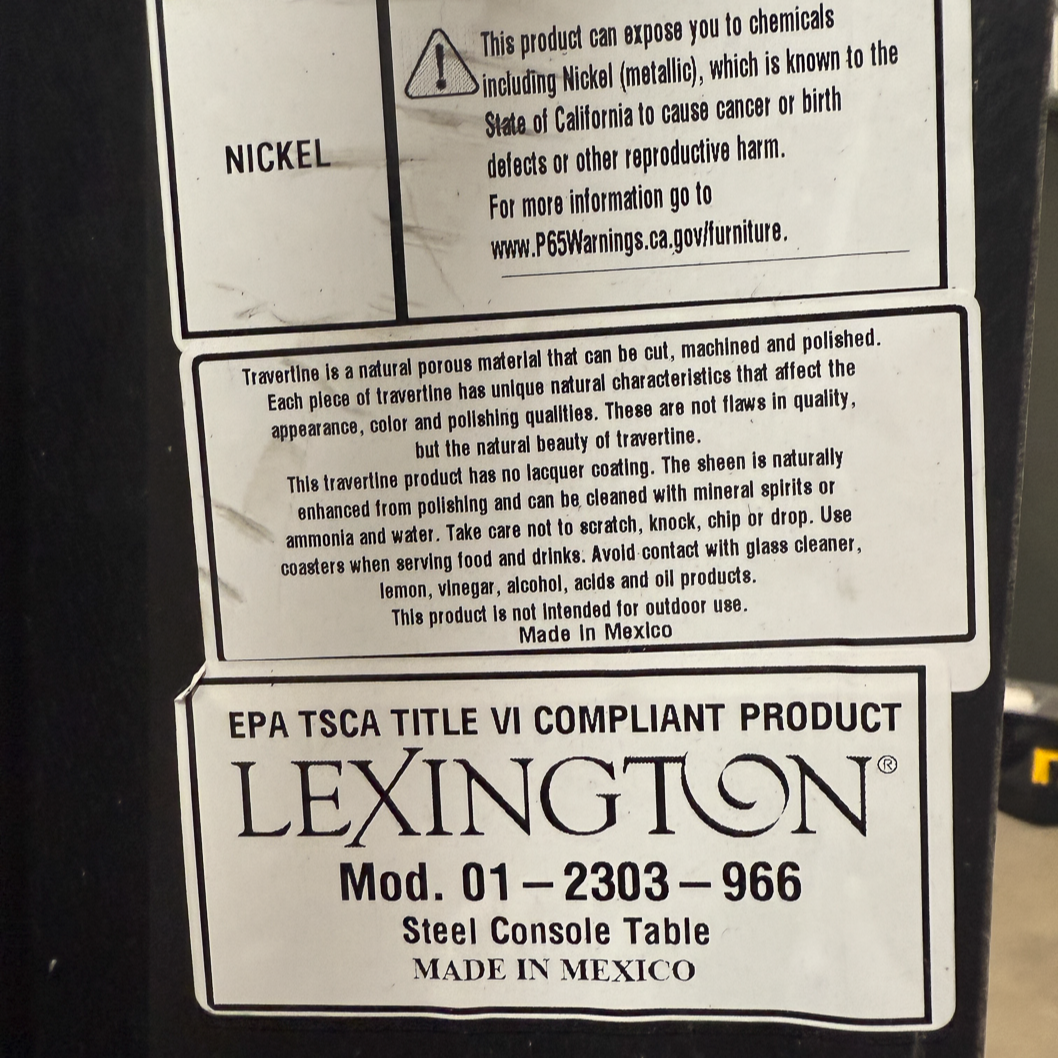 This product can expose you to chemicals
including Nickel (metallic), which is known to the
State of California to cause cancer or birth
defects or other reproductive harm.
For more information go to
www.P65Warnings.ca.gov/furniture.
NICKEL
Travertine is a natural porous material that can be cut, machined and polished.
Each piece of travertine has unique natural characteristics that affect the
appearance, color and polishing qualities. These are not flaws in quality,
but the natural beauty of travertine.
This travertine product has no lacquer coating. The sheen is naturally
enhanced from polishing and can be cleaned with mineral spirits or
ammonia and water. Take care not to scratch, knock, chip or drop. Use
coasters when serving food and drinks. Avoid contact with glass cleaner,
lemon, vinegar, alcohol, acids and oil products.
This product is not intended for outdoor use.
Made in Mexico
EPA TSCA TITLE VI COMPLIANT PRODUCT
LEXINGTON®
Mod. 01 – 2303 – 966
Steel Console Table
MADE IN MEXICO